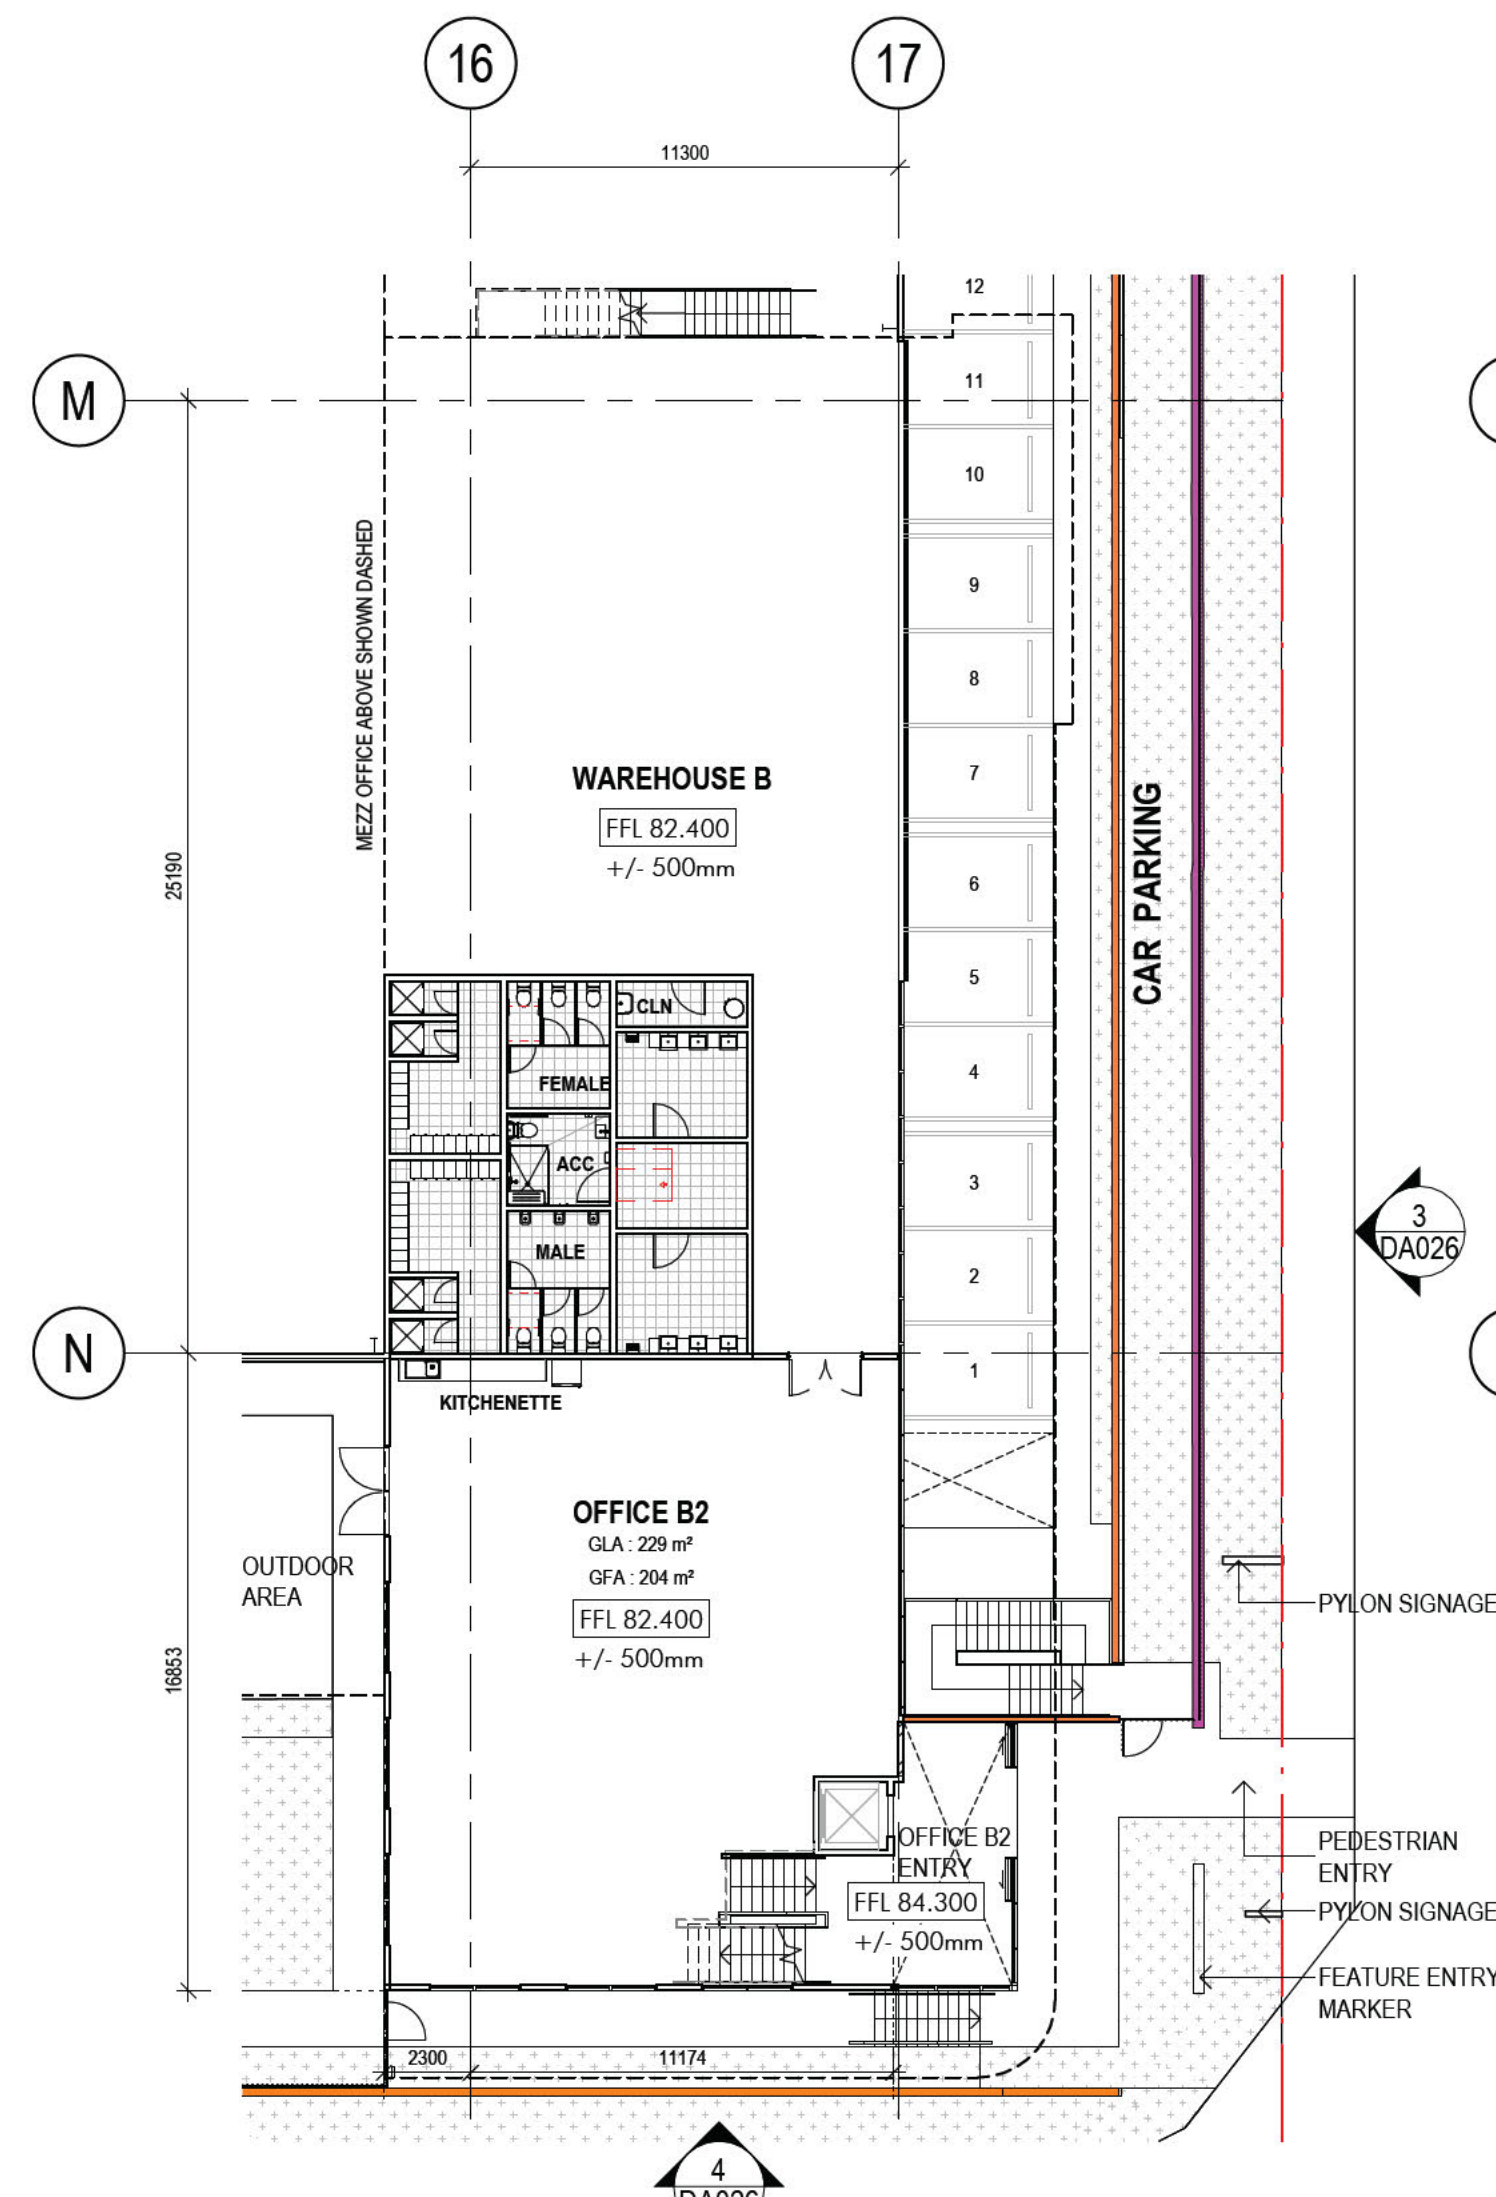 16
17
11300
12
M
11
10
MEZZ OFFICE ABOVE SHOWN DASHED
9
8
WAREHOUSE B
7
FFL 82.400
+/- 500mm
CAR PARKING
25190
6
5
CLN
4
FEMALE
ACC
3
3
DA026
MALE
2
N
1
KITCHENETTE
OFFICE B2
GLA : 229 m²
GFA : 204 m²
FFL 82.400
+/- 500mm
OUTDOOR
AREA
PYLON SIGNAGE
16853
OFFICE B2
ENTRY
FFL 84.300
+/- 500mm
PEDESTRIAN
ENTRY
PYLON SIGNAGE
FEATURE ENTRY
MARKER
2300
11174
4
DA026